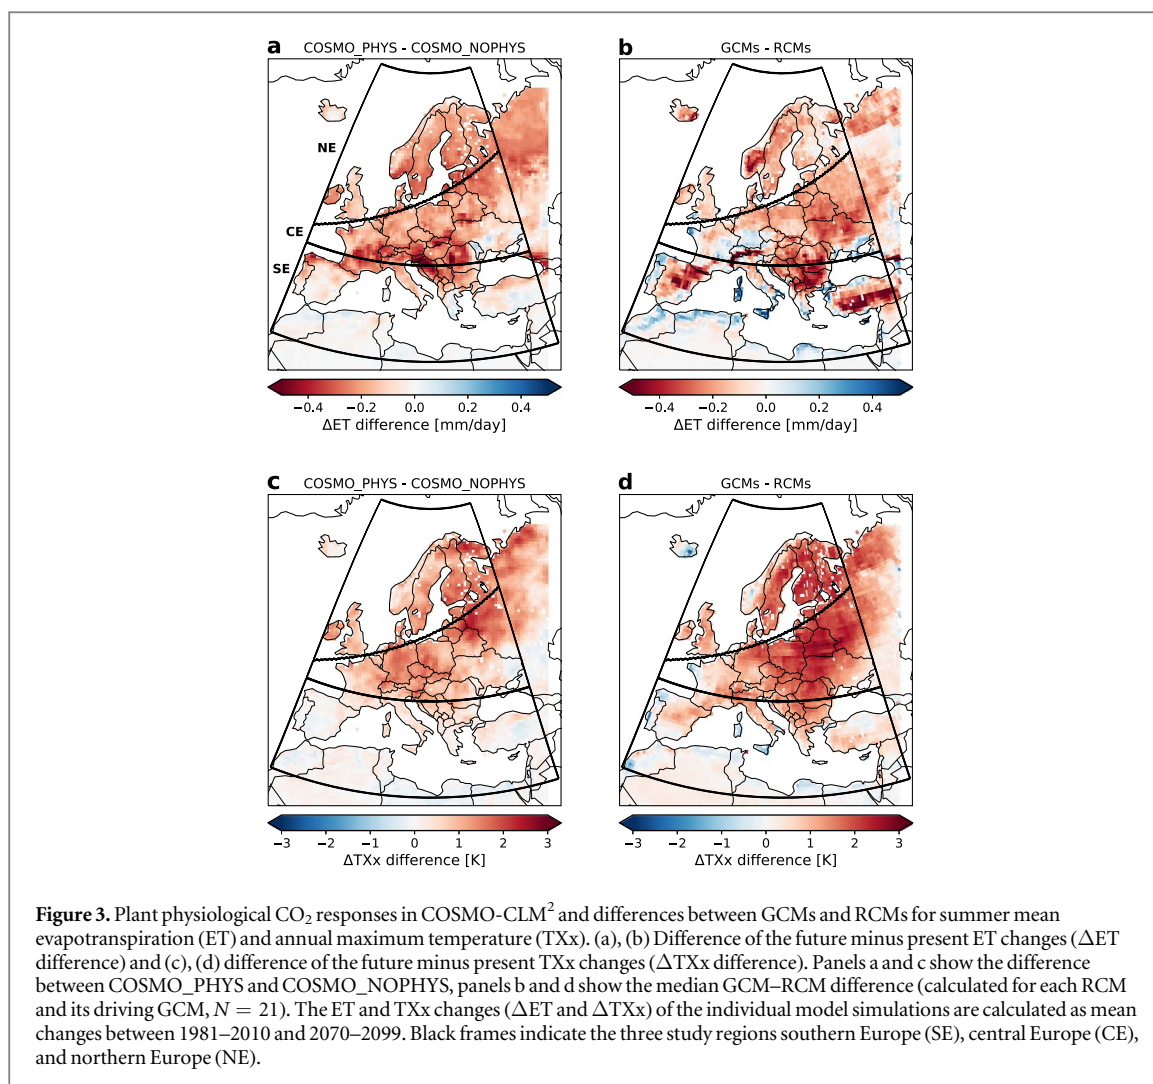 a COSMO_PHYS - COSMO_NOPHYS
b GCMs - RCMs
NE
CE
SE
−0.4 −0.2 0.0 0.2 0.4
ΔET difference [mm/day]
−0.4 −0.2 0.0 0.2 0.4
ΔET difference [mm/day]
c COSMO_PHYS - COSMO_NOPHYS
d GCMs - RCMs
−3 −2 −1 0 1 2 3
ΔTXx difference [K]
−3 −2 −1 0 1 2 3
ΔTXx difference [K]
Figure 3. Plant physiological CO₂ responses in COSMO-CLM² and differences between GCMs and RCMs for summer mean
evapotranspiration (ET) and annual maximum temperature (TXx). (a), (b) Difference of the future minus present ET changes (ΔET
difference) and (c), (d) difference of the future minus present TXx changes (ΔTXx difference). Panels a and c show the difference
between COSMO_PHYS and COSMO_NOPHYS, panels b and d show the median GCM–RCM difference (calculated for each RCM
and its driving GCM, N = 21). The ET and TXx changes (ΔET and ΔTXx) of the individual model simulations are calculated as mean
changes between 1981–2010 and 2070–2099. Black frames indicate the three study regions southern Europe (SE), central Europe (CE),
and northern Europe (NE).